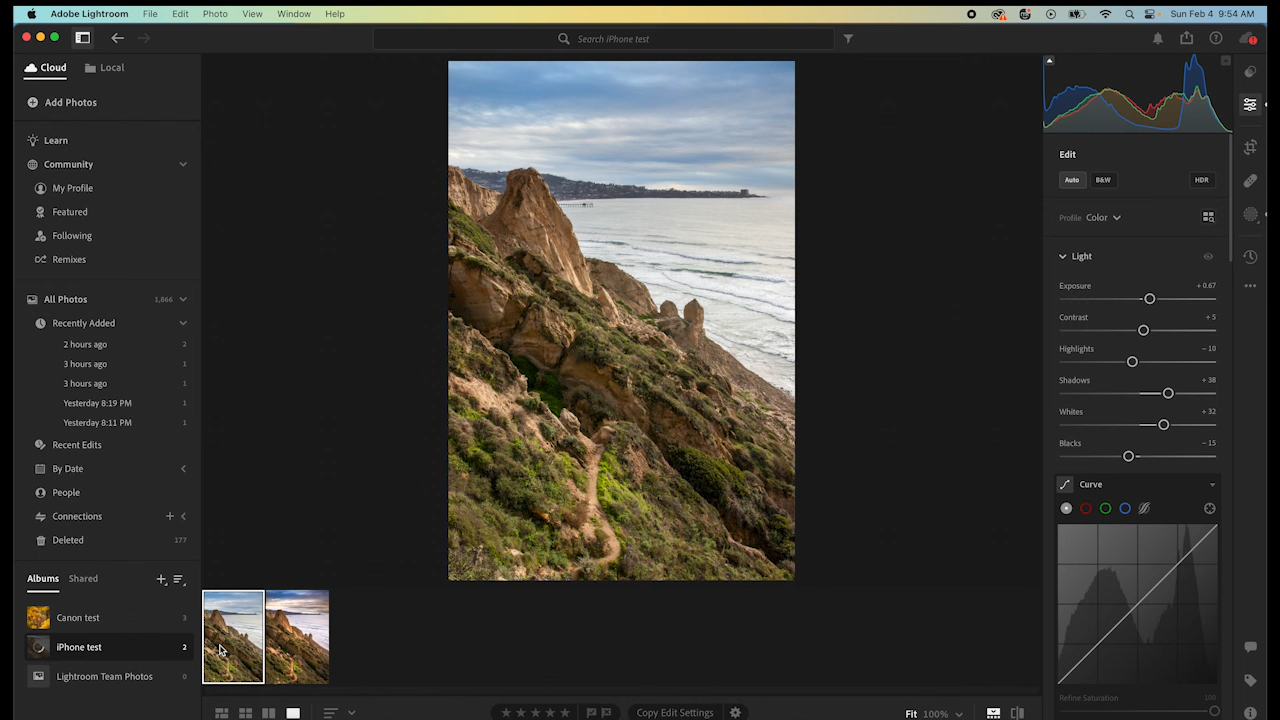 Adobe Lightroom File Edit Photo View Window Help Sun Feb 4 9:54 AM
Search iPhone test
Cloud Local
Add Photos
Learn
Community
My Profile
Featured
Following
Remixes
All Photos 1,866
Recently Added
2 hours ago 2
3 hours ago 1
3 hours ago 1
Yesterday 8:19 PM 1
Yesterday 8:11 PM 1
Recent Edits
By Date
People
Connections
Deleted 177
Albums Shared
Canon test 3
iPhone test 2
Lightroom Team Photos 0
Copy Edit Settings
Fit 100%
Edit
Auto B&W HDR
Profile Color
Light
Exposure + 0.67
Contrast + 5
Highlights – 10
Shadows + 38
Whites + 32
Blacks – 15
Curve
Refine Saturation 100